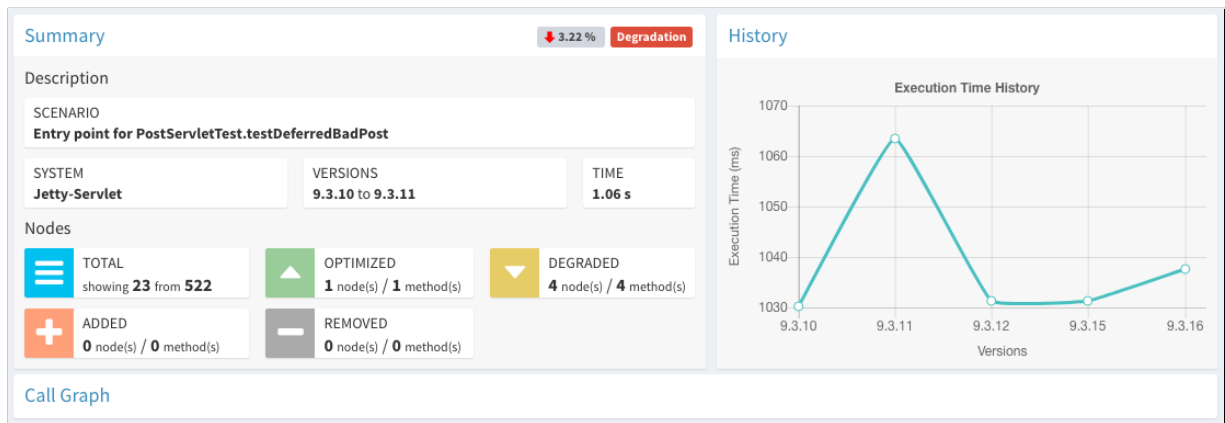 Summary
3.22 %
Degradation
Description
SCENARIO
Entry point for PostServletTest.testDeferredBadPost
SYSTEM
Jetty-Servlet
VERSIONS
9.3.10 to 9.3.11
TIME
1.06 s
Nodes
TOTAL
showing 23 from 522
OPTIMIZED
1 node(s) / 1 method(s)
DEGRADED
4 node(s) / 4 method(s)
ADDED
0 node(s) / 0 method(s)
REMOVED
0 node(s) / 0 method(s)
History
Execution Time History
Execution Time (ms)
1070
1060
1050
1040
1030
9.3.10
9.3.11
9.3.12
9.3.15
9.3.16
Versions
Call Graph